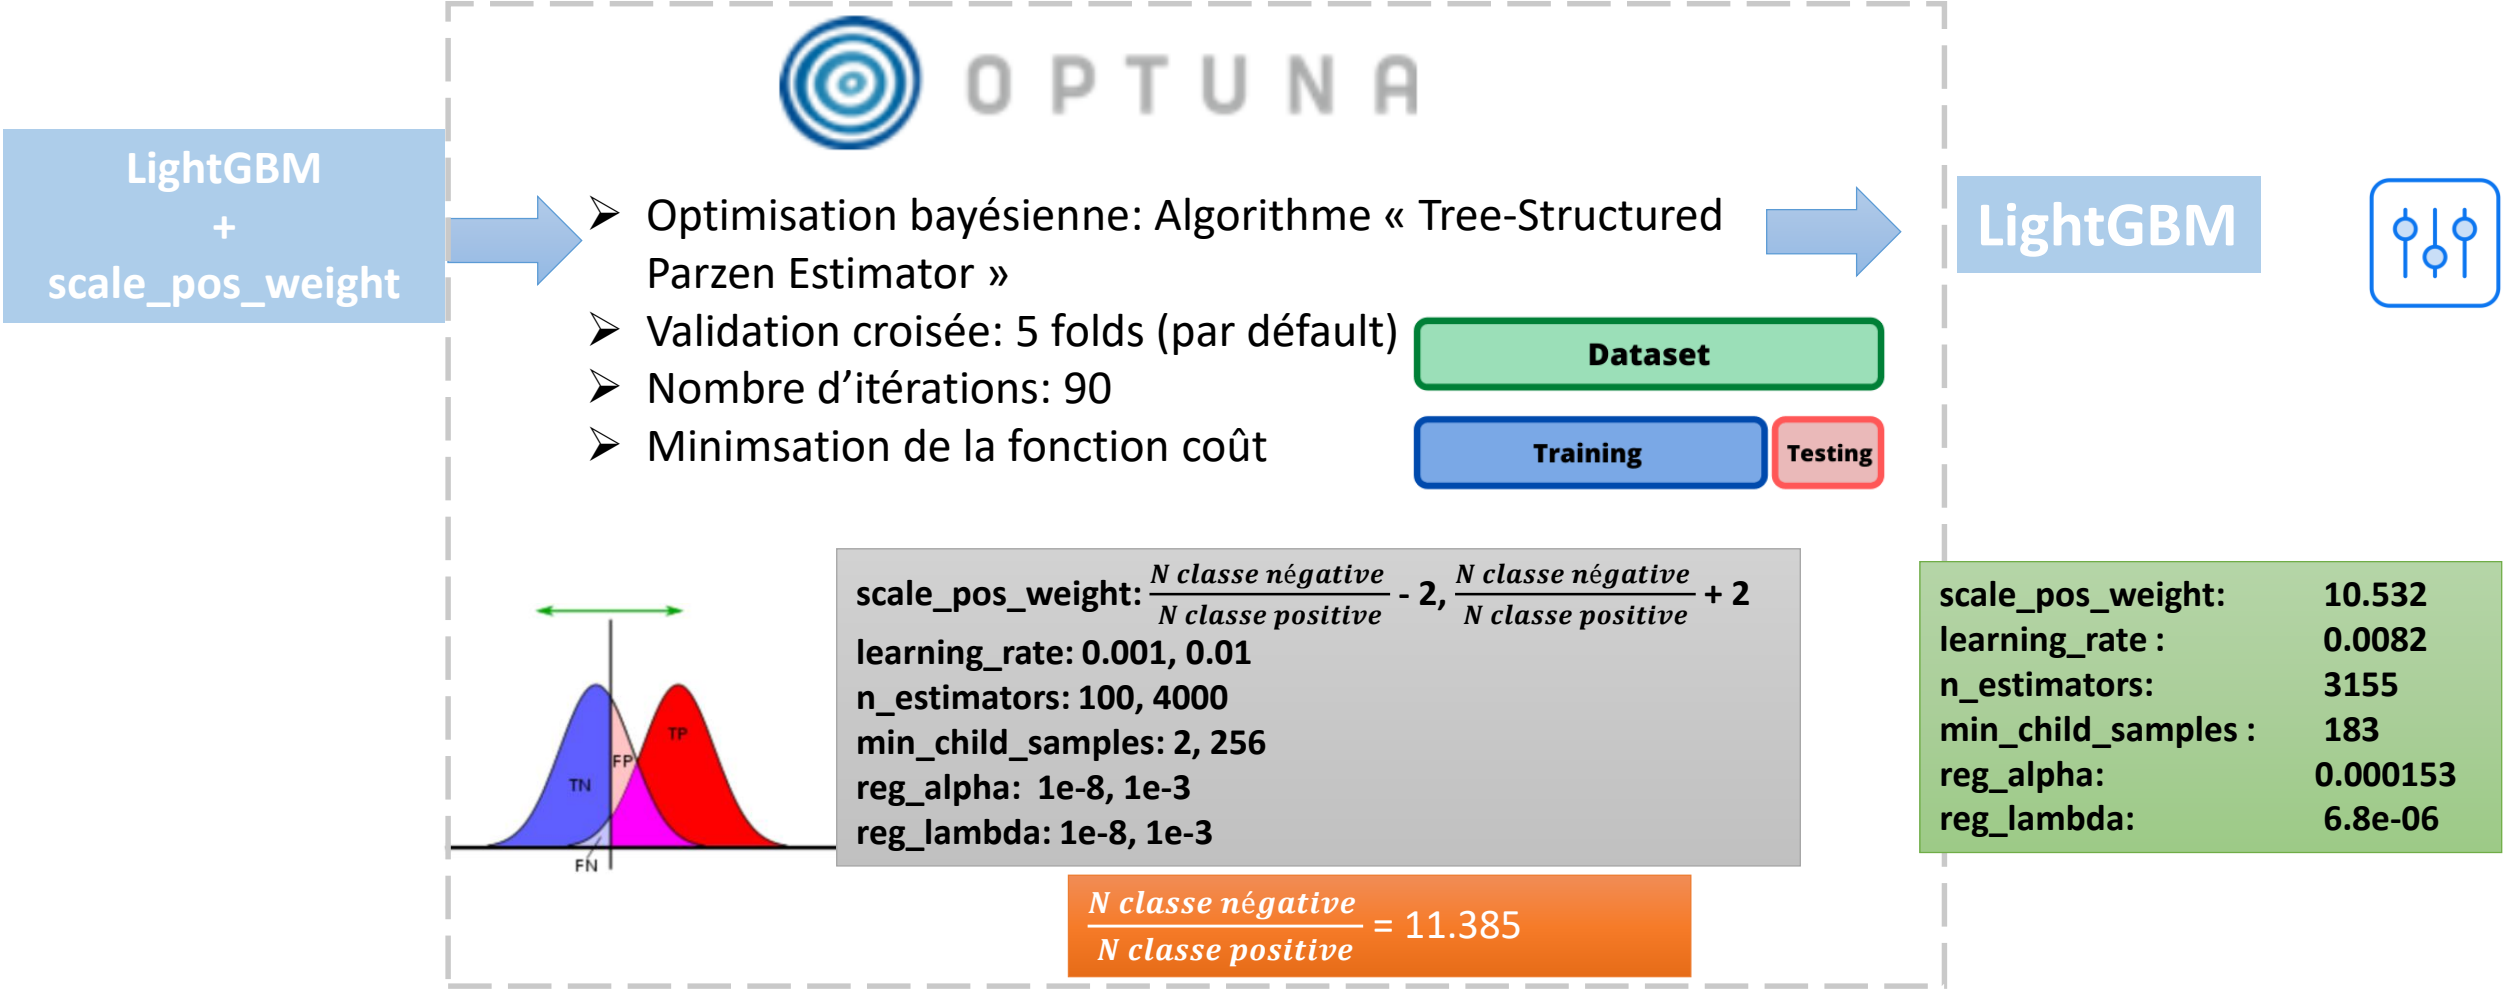 OPTUNA
LightGBM
+
scale_pos_weight
➢ Optimisation bayésienne: Algorithme « Tree-Structured
Parzen Estimator »
➢ Validation croisée: 5 folds (par défault)
➢ Nombre d’itérations: 90
➢ Minimsation de la fonction coût
LightGBM
Dataset
Training
Testing
TN
FP
TP
FN
scale_pos_weight: N classe négative / N classe positive - 2, N classe négative / N classe positive + 2
learning_rate: 0.001, 0.01
n_estimators: 100, 4000
min_child_samples: 2, 256
reg_alpha: 1e-8, 1e-3
reg_lambda: 1e-8, 1e-3
N classe négative / N classe positive = 11.385
scale_pos_weight: 10.532
learning_rate : 0.0082
n_estimators: 3155
min_child_samples : 183
reg_alpha: 0.000153
reg_lambda: 6.8e-06